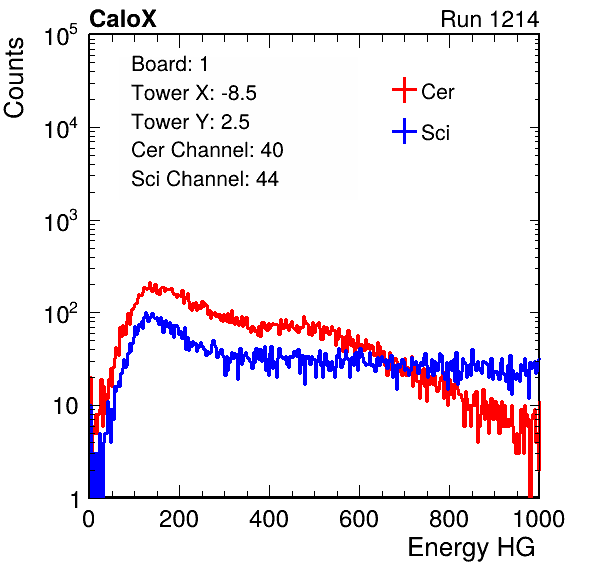 CaloX Run 1214
Counts
10^5
10^4
10^3
10^2
10
1
Board: 1
Tower X: -8.5
Tower Y: 2.5
Cer Channel: 40
Sci Channel: 44
Cer
Sci
0 200 400 600 800 1000
Energy HG